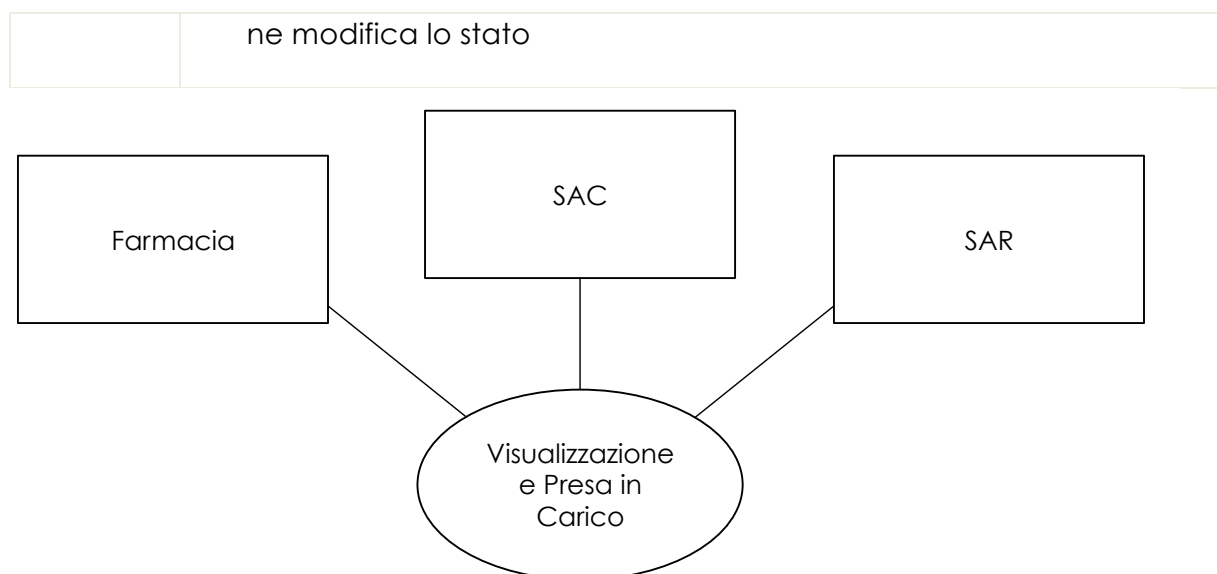 ne modifica lo stato
SAC
Farmacia
SAR
Visualizzazione
e Presa in
Carico